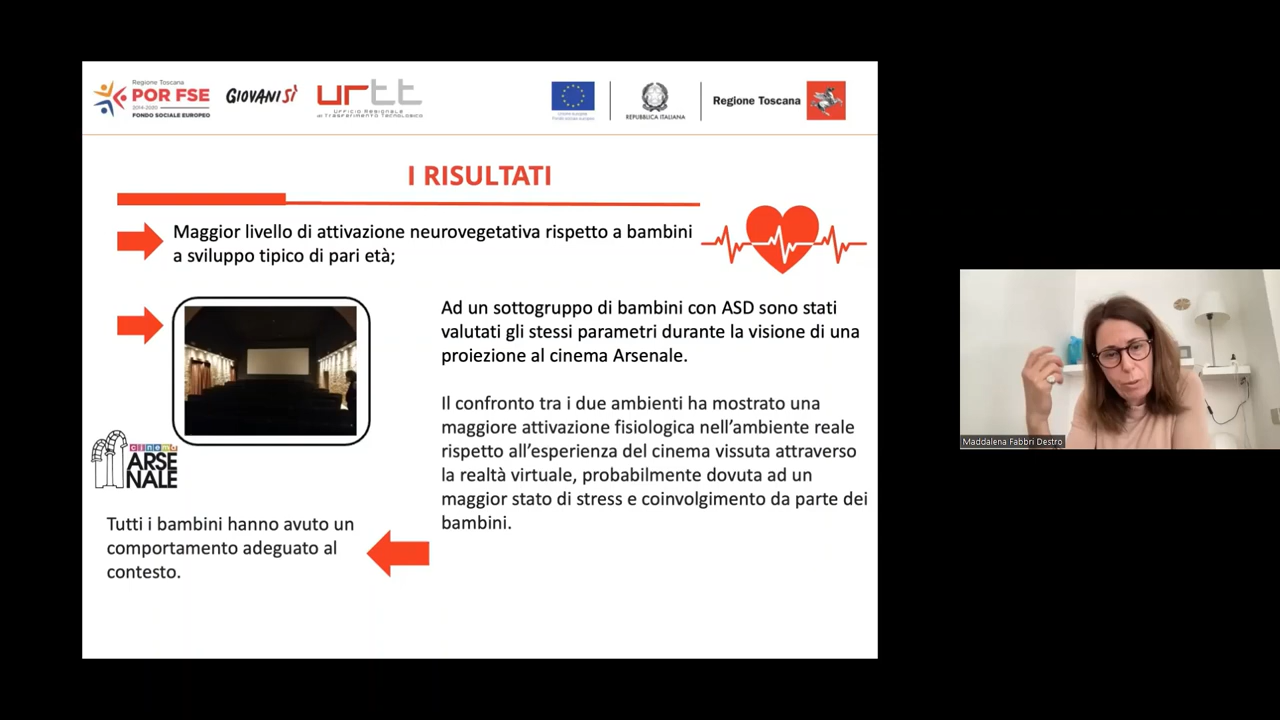 Regione Toscana
POR FSE
2014-2020
FONDO SOCIALE EUROPEO
GIOVANISÌ
urtt
Ufficio Regionale
di Trasferimento Tecnologico
Unione europea
Fondo sociale europeo
REPUBBLICA ITALIANA
Regione Toscana
I RISULTATI
Maggior livello di attivazione neurovegetativa rispetto a bambini
a sviluppo tipico di pari età;
Ad un sottogruppo di bambini con ASD sono stati
valutati gli stessi parametri durante la visione di una
proiezione al cinema Arsenale.
Il confronto tra i due ambienti ha mostrato una
maggiore attivazione fisiologica nell’ambiente reale
rispetto all’esperienza del cinema vissuta attraverso
la realtà virtuale, probabilmente dovuta ad un
maggior stato di stress e coinvolgimento da parte dei
bambini.
cinema
ARSE
NALE
Tutti i bambini hanno avuto un
comportamento adeguato al
contesto.
Maddalena Fabbri Destro